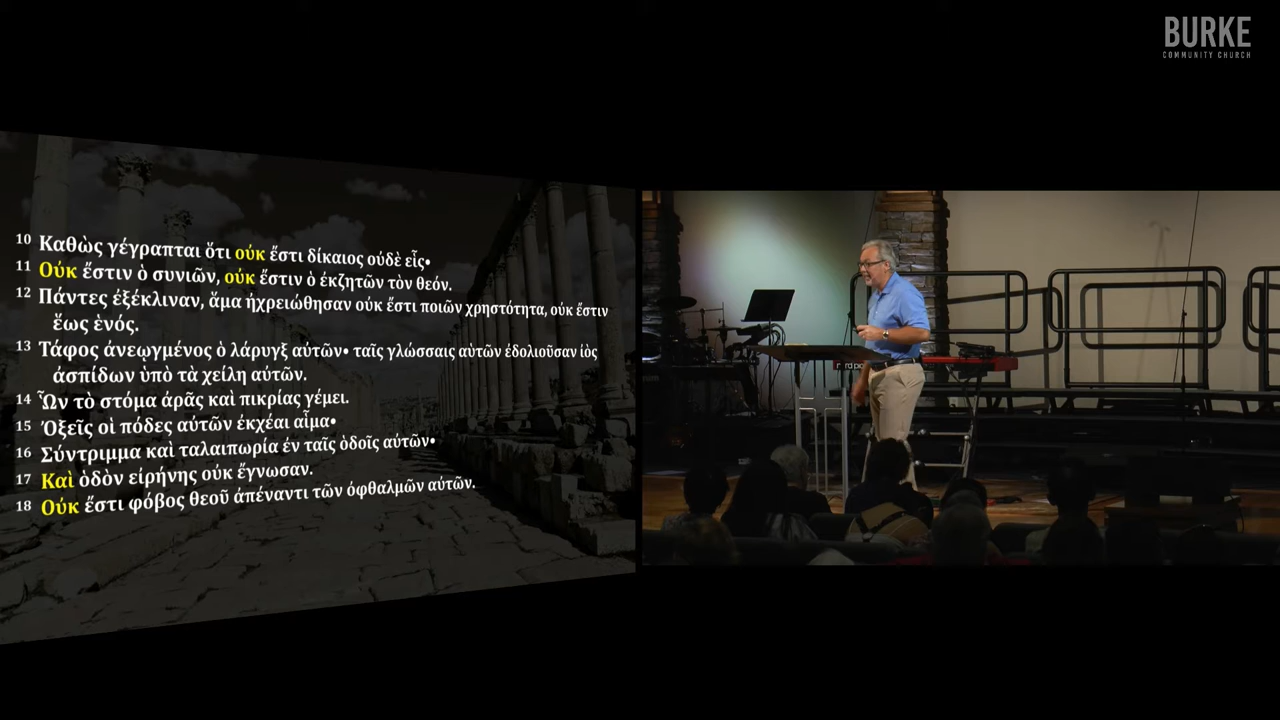 BURKE
COMMUNITY CHURCH
10 Καθὼς γέγραπται ὅτι οὐκ ἔστι δίκαιος οὐδὲ εἷς•
11 Οὐκ ἔστιν ὁ συνιῶν, οὐκ ἔστιν ὁ ἐκζητῶν τὸν θεόν.
12 Πάντες ἐξέκλιναν, ἅμα ἠχρειώθησαν οὐκ ἔστι ποιῶν χρηστότητα, οὐκ ἔστιν
ἕως ἑνός.
13 Τάφος ἀνεῳγμένος ὁ λάρυγξ αὐτῶν• ταῖς γλώσσαις αὐτῶν ἐδολιοῦσαν ἰὸς
ἀσπίδων ὑπὸ τὰ χείλη αὐτῶν.
14 Ὧν τὸ στόμα ἀρᾶς καὶ πικρίας γέμει.
15 Ὀξεῖς οἱ πόδες αὐτῶν ἐκχέαι αἷμα•
16 Σύντριμμα καὶ ταλαιπωρία ἐν ταῖς ὁδοῖς αὐτῶν•
17 Καὶ ὁδὸν εἰρήνης οὐκ ἔγνωσαν.
18 Οὐκ ἔστι φόβος θεοῦ ἀπέναντι τῶν ὀφθαλμῶν αὐτῶν.